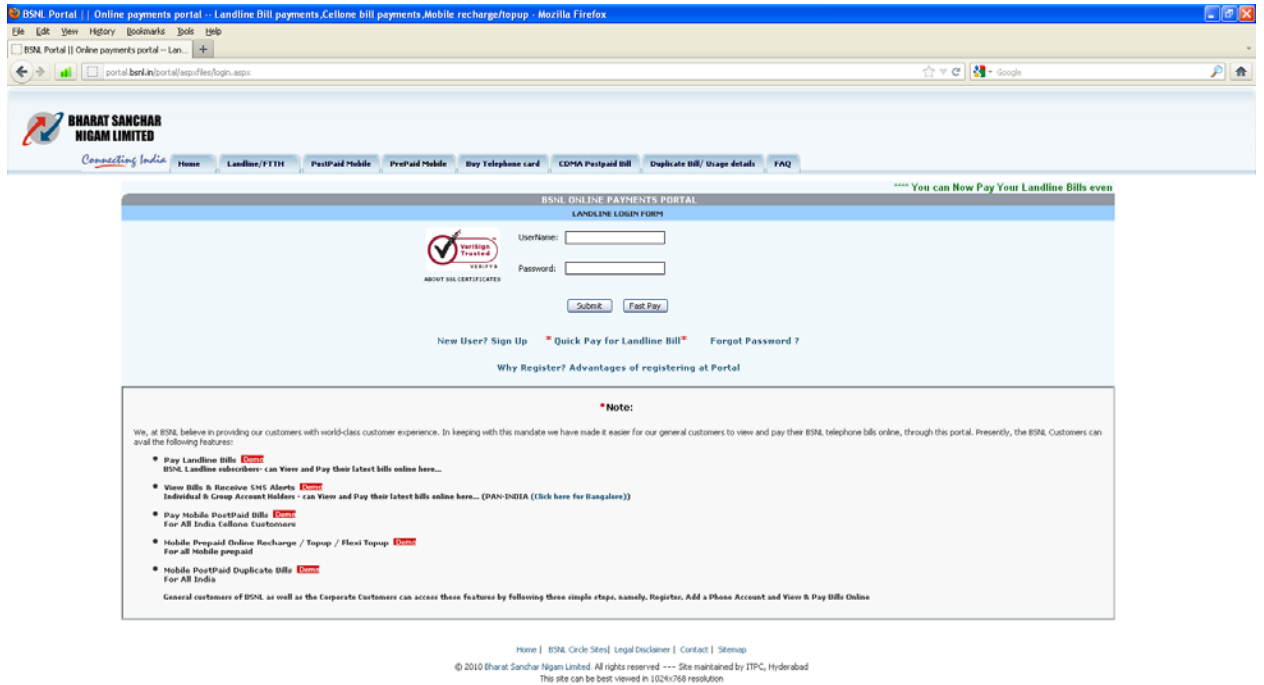 BSNL Portal || Online payments portal -- Landline Bill payments,Cellone bill payments,Mobile recharge/topup - Mozilla Firefox
File Edit View History Bookmarks Tools Help
BSNL Portal || Online payments portal -- Lan... +
portal.bsnl.in/portal/aspxfiles/login.aspx Google
BHARAT SANCHAR
NIGAM LIMITED
Connecting India
Home Landline/FTTH PostPaid Mobile PrePaid Mobile Buy Telephone card CDMA Postpaid Bill Duplicate Bill/ Usage details FAQ
**** You can Now Pay Your Landline Bills even
BSNL ONLINE PAYMENTS PORTAL
LANDLINE LOGIN FORM
VeriSign
Trusted
VERIFY
ABOUT SSL CERTIFICATES
UserName:
Password:
Submit Fast Pay
New User? Sign Up * Quick Pay for Landline Bill* Forgot Password ?
Why Register? Advantages of registering at Portal
*Note:
We, at BSNL believe in providing our customers with world-class customer experience. In keeping with this mandate we have made it easier for our general customers to view and pay their BSNL telephone bills online, through this portal. Presently, the BSNL Customers can
avail the following features:
• Pay Landline Bills Demo
BSNL Landline subscribers- can View and Pay their latest bills online here...
• View Bills & Receive SMS Alerts Demo
Individual & Group Account Holders - can View and Pay their latest bills online here... (PAN-INDIA (Click here for Bangalore))
• Pay Mobile PostPaid Bills Demo
For All India Cellone Customers
• Mobile Prepaid Online Recharge / Topup / Flexi Topup Demo
For all Mobile prepaid
• Mobile PostPaid Duplicate Bills Demo
For All India
General customers of BSNL as well as the Corporate Customers can access these features by following three simple steps, namely, Register, Add a Phone Account and View & Pay Bills Online
Home | BSNL Circle Sites| Legal Disclaimer | Contact | Sitemap
© 2010 Bharat Sanchar Nigam Limited. All rights reserved --- Site maintained by ITPC, Hyderabad
This site can be best viewed in 1024x768 resolution